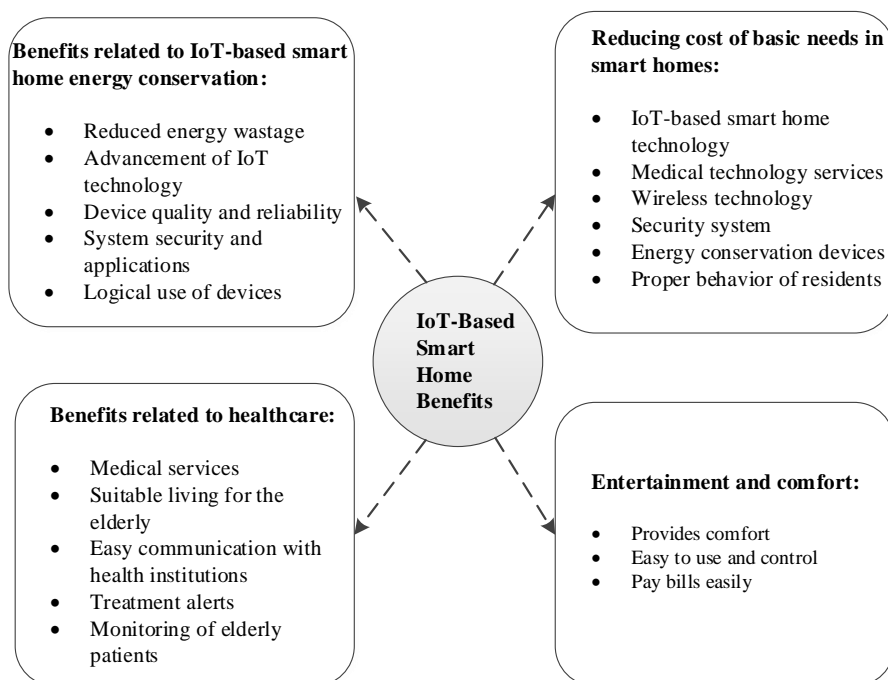 Benefits related to IoT-based smart
home energy conservation:
• Reduced energy wastage
• Advancement of IoT
technology
• Device quality and reliability
• System security and
applications
• Logical use of devices
Reducing cost of basic needs in
smart homes:
• IoT-based smart home
technology
• Medical technology services
• Wireless technology
• Security system
• Energy conservation devices
• Proper behavior of residents
IoT-Based
Smart
Home
Benefits
Benefits related to healthcare:
• Medical services
• Suitable living for the
elderly
• Easy communication with
health institutions
• Treatment alerts
• Monitoring of elderly
patients
Entertainment and comfort:
• Provides comfort
• Easy to use and control
• Pay bills easily